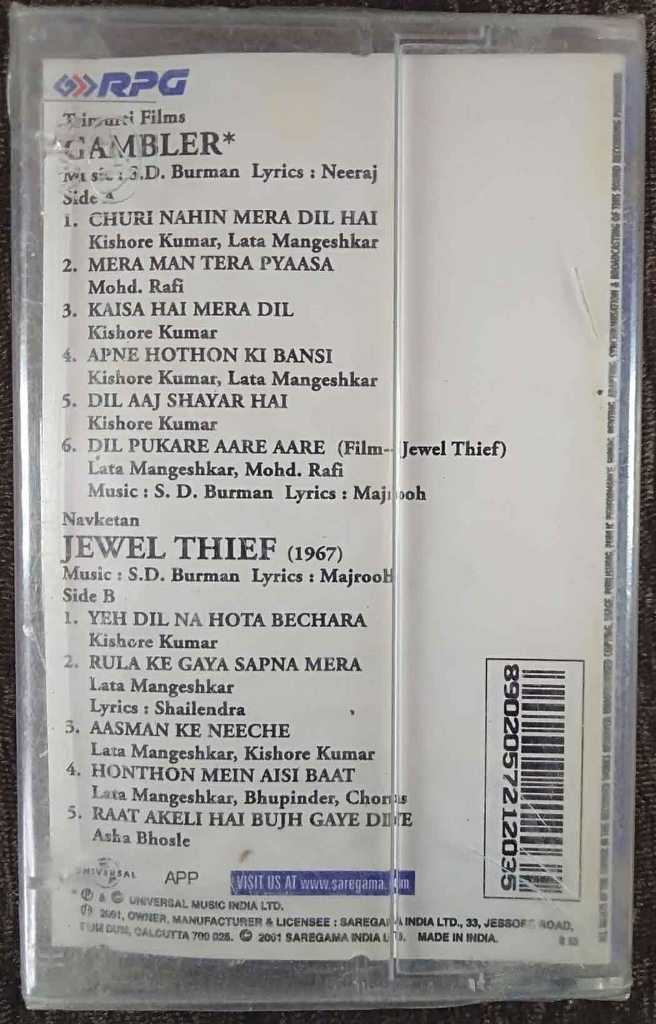 RPG
Trimurti Films
GAMBLER*
Music : S.D. Burman Lyrics : Neeraj
Side A
1. CHURI NAHIN MERA DIL HAI
Kishore Kumar, Lata Mangeshkar
2. MERA MAN TERA PYAASA
Mohd. Rafi
3. KAISA HAI MERA DIL
Kishore Kumar
4. APNE HOTHON KI BANSI
Kishore Kumar, Lata Mangeshkar
5. DIL AAJ SHAYAR HAI
Kishore Kumar
6. DIL PUKARE AARE AARE (Film-- Jewel Thief)
Lata Mangeshkar, Mohd. Rafi
Music : S. D. Burman Lyrics : Majrooh
Navketan
JEWEL THIEF (1967)
Music : S.D. Burman Lyrics : Majrooh
Side B
1. YEH DIL NA HOTA BECHARA
Kishore Kumar
2. RULA KE GAYA SAPNA MERA
Lata Mangeshkar
Lyrics : Shailendra
3. AASMAN KE NEECHE
Lata Mangeshkar, Kishore Kumar
4. HONTHON MEIN AISI BAAT
Lata Mangeshkar, Bhupinder, Chorus
5. RAAT AKELI HAI BUJH GAYE DIYE
Asha Bhosle
UNIVERSAL APP VISIT US AT www.saregama.com
* ℗ & © UNIVERSAL MUSIC INDIA LTD.
℗ 2001, OWNER, MANUFACTURER & LICENSEE : SAREGAMA INDIA LTD., 33, JESSORE ROAD,
DUM DUM, CALCUTTA 700 028. © 2001 SAREGAMA INDIA LTD. MADE IN INDIA.
8902057212035